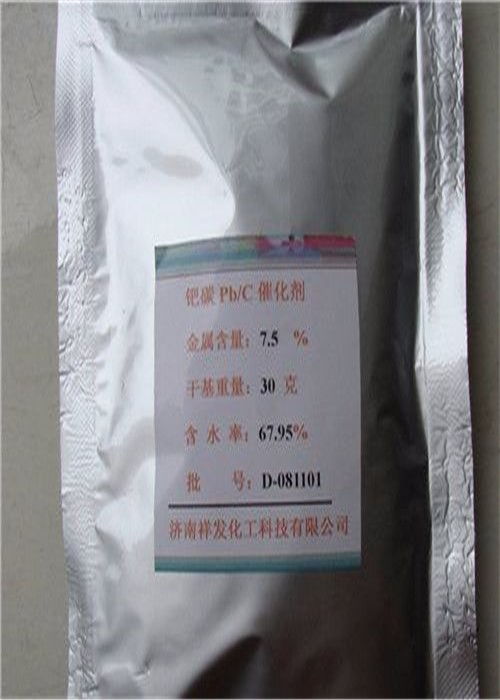 钯碳 Pb/C 催化剂
金属含量: 7.5 %
干基重量: 30 克
含水率: 67.95%
批 号: D-081101
济南祥发化工科技有限公司